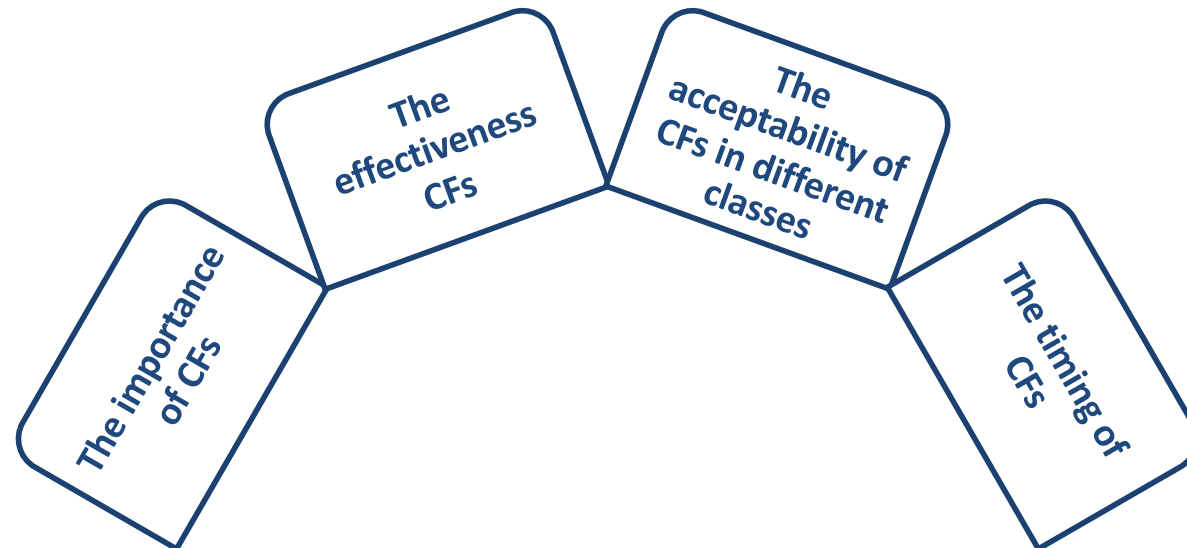 The importance
of CFs
The
effectiveness
CFs
The
acceptability of
CFs in different
classes
The timing of
CFs